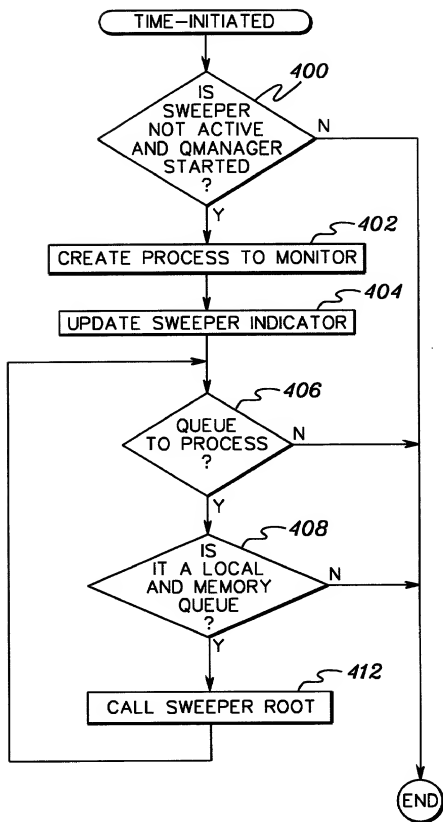 TIME-INITIATED
400
IS
SWEEPER
NOT ACTIVE
AND QMANAGER
STARTED
?
N
Y
402
CREATE PROCESS TO MONITOR
404
UPDATE SWEEPER INDICATOR
406
QUEUE
TO PROCESS
?
N
Y
408
IS
IT A LOCAL
AND MEMORY
QUEUE
?
N
Y
412
CALL SWEEPER ROOT
END